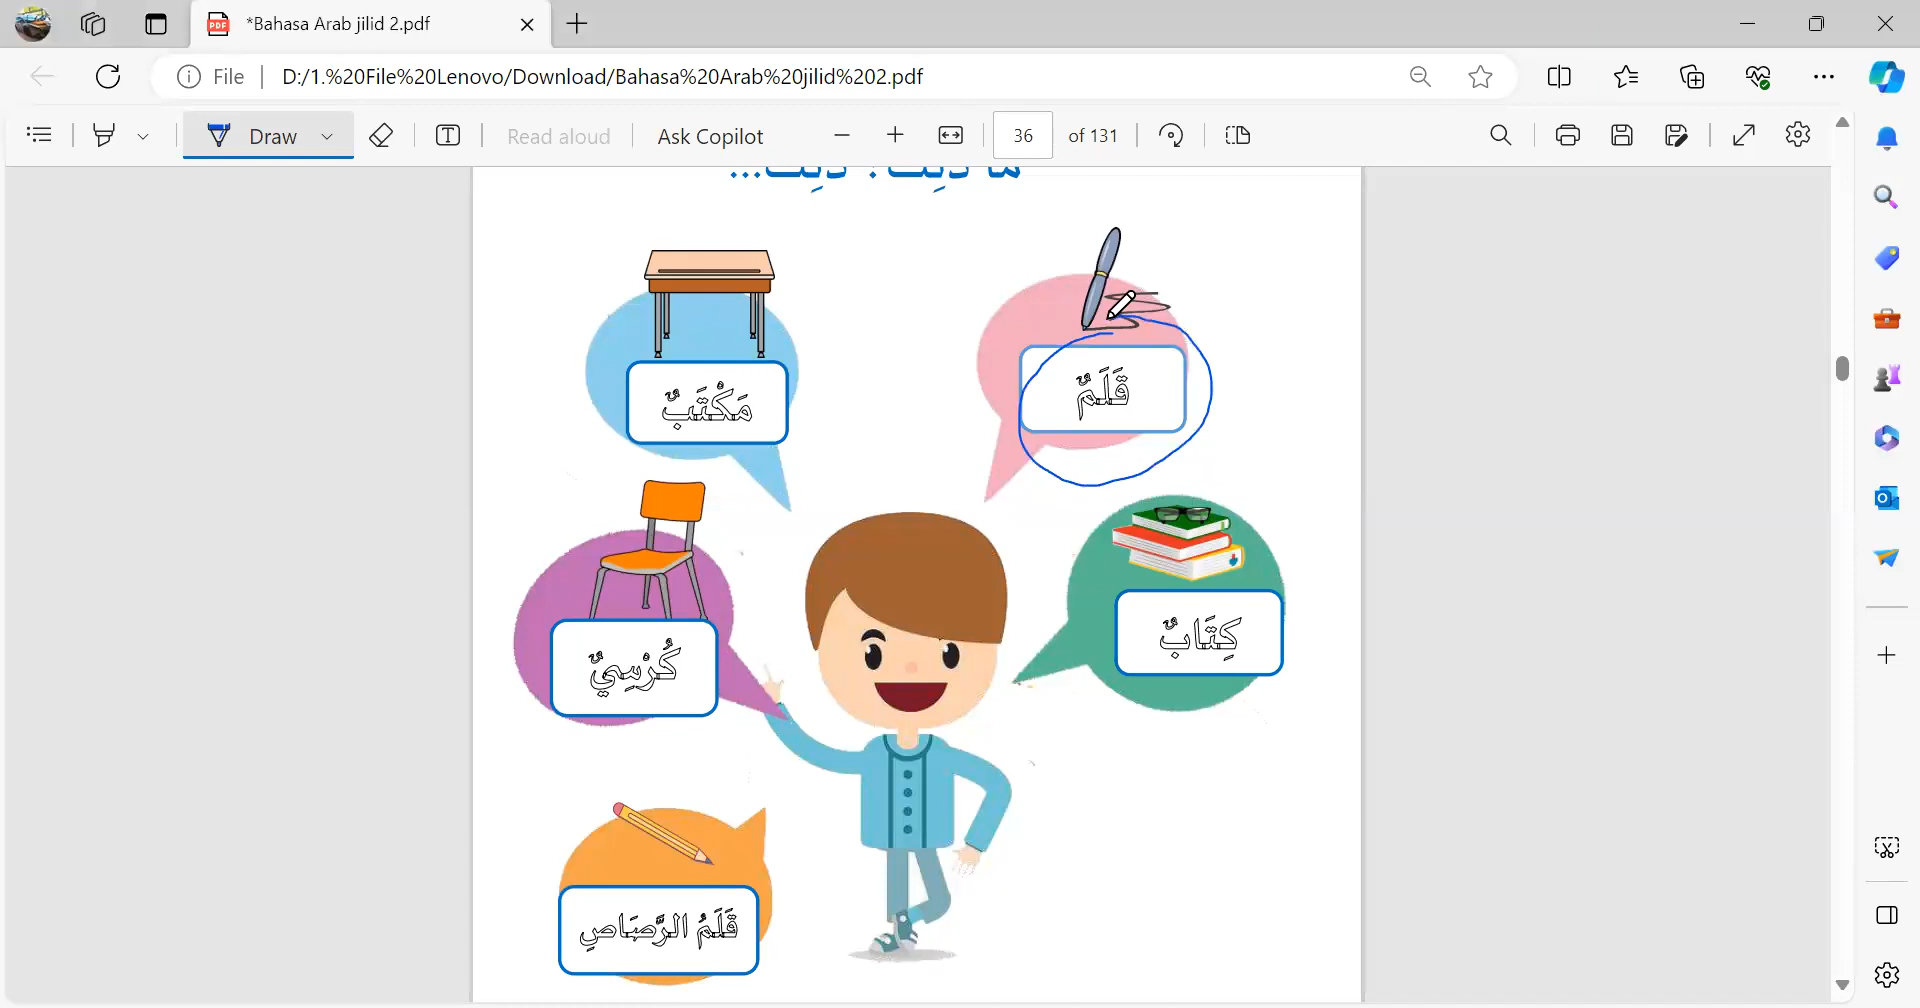 *Bahasa Arab jilid 2.pdf
File
D:/1.%20File%20Lenovo/Download/Bahasa%20Arab%20jilid%202.pdf
Draw
Read aloud
Ask Copilot
36 of 131
قَلَمٌ
مَكْتَبٌ
كِتَابٌ
كُرْسِيٌّ
قَلَمُ الرَّصَاصِ